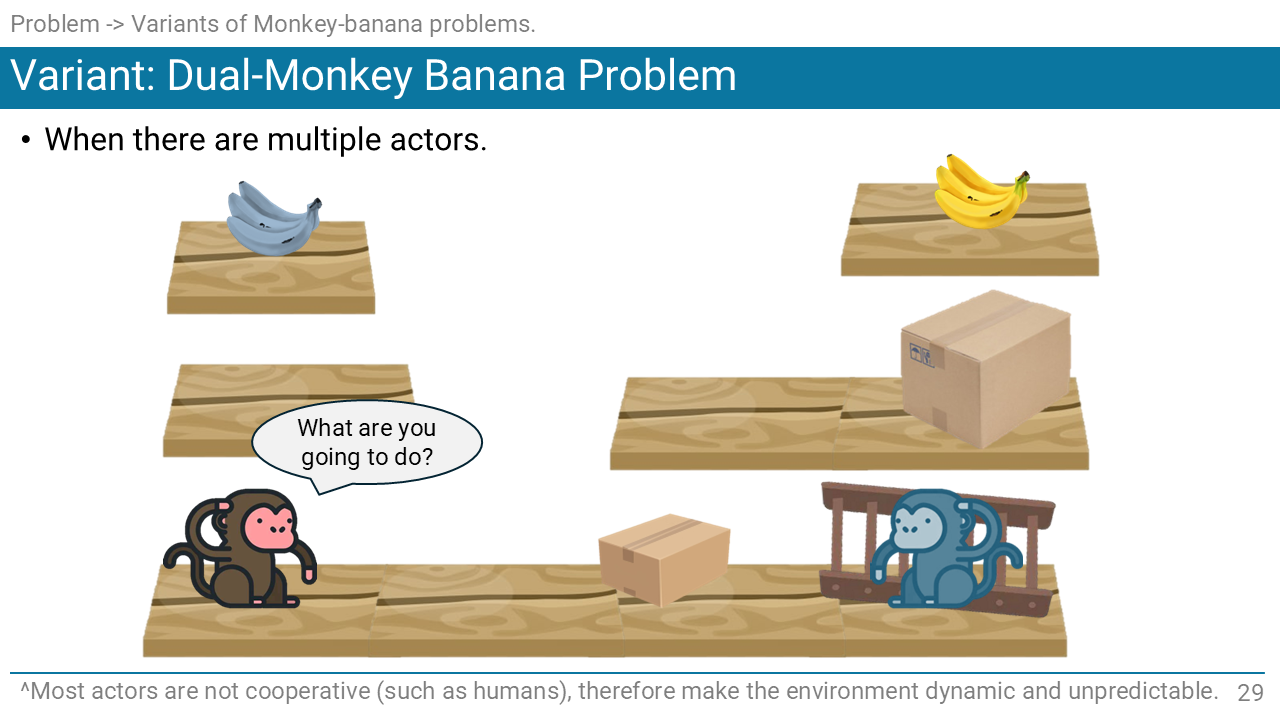 Problem -> Variants of Monkey-banana problems.
Variant: Dual-Monkey Banana Problem
• When there are multiple actors.
What are you
going to do?
^Most actors are not cooperative (such as humans), therefore make the environment dynamic and unpredictable.
29